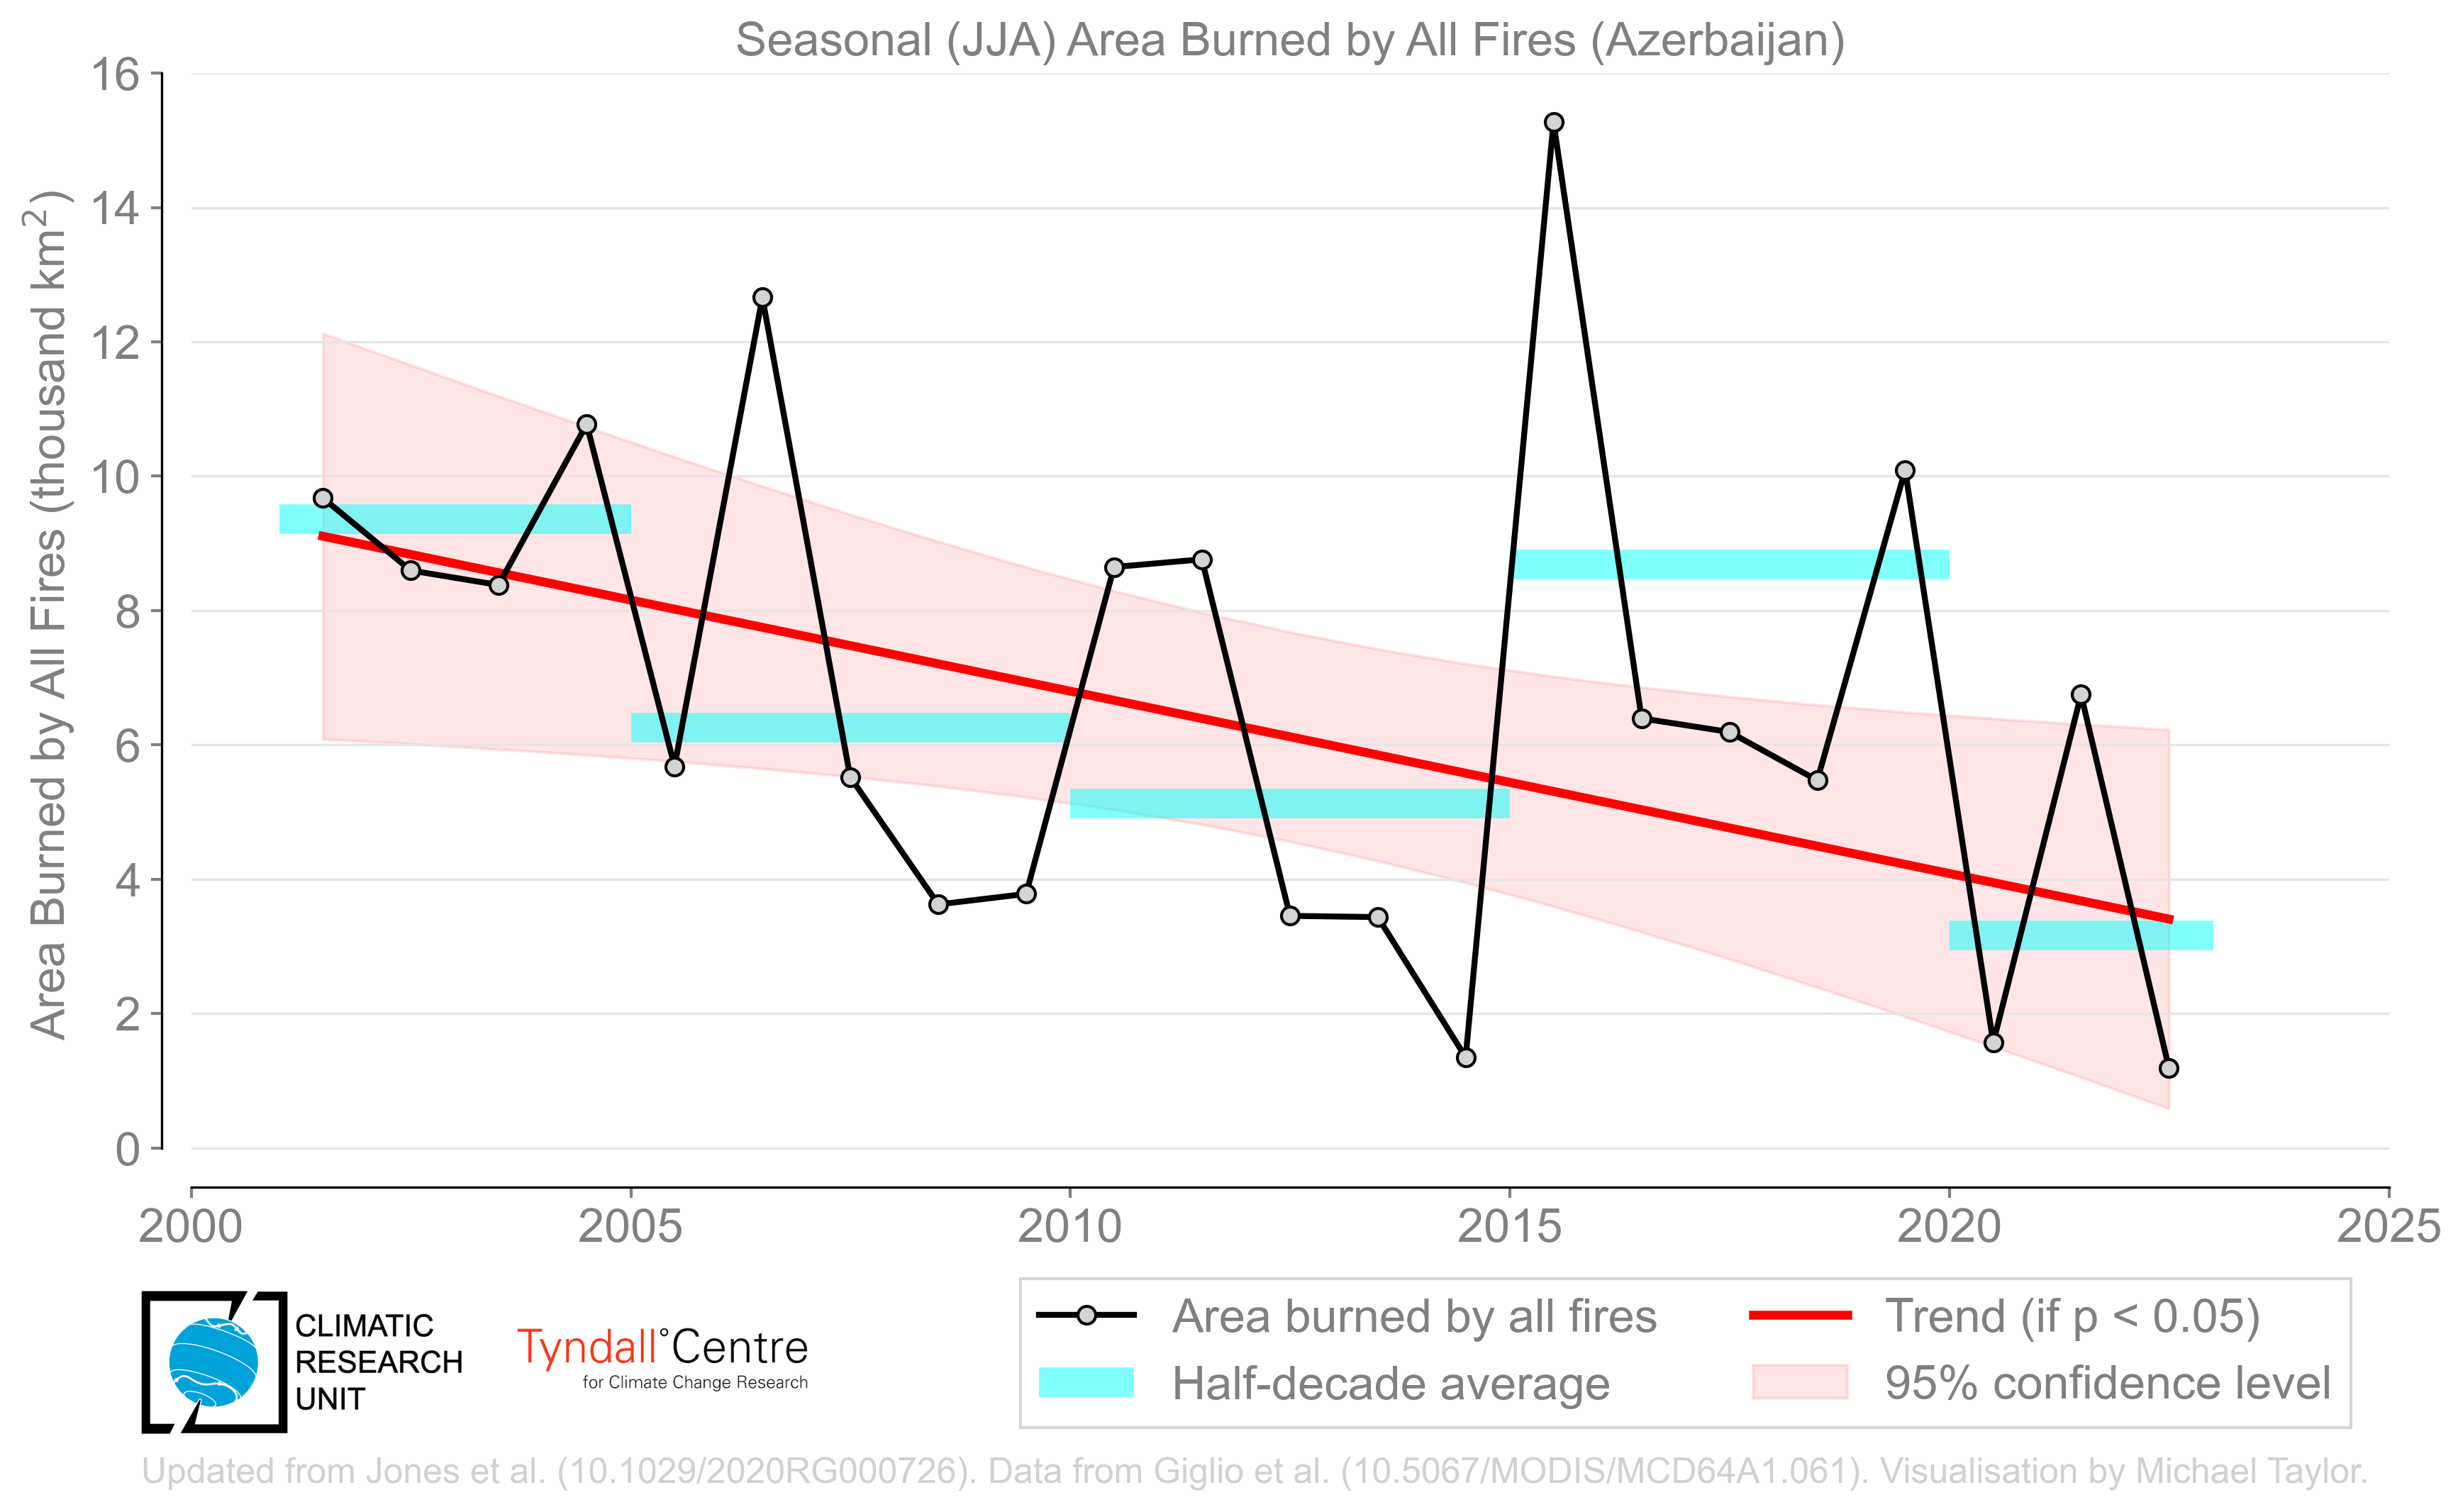 Seasonal (JJA) Area Burned by All Fires (Azerbaijan)
Area Burned by All Fires (thousand km²)
16
14
12
10
8
6
4
2
0
2000 2005 2010 2015 2020 2025
CLIMATIC
RESEARCH
UNIT
Tyndall°Centre
for Climate Change Research
Area burned by all fires
Half-decade average
Trend (if p < 0.05)
95% confidence level
Updated from Jones et al. (10.1029/2020RG000726). Data from Giglio et al. (10.5067/MODIS/MCD64A1.061). Visualisation by Michael Taylor.